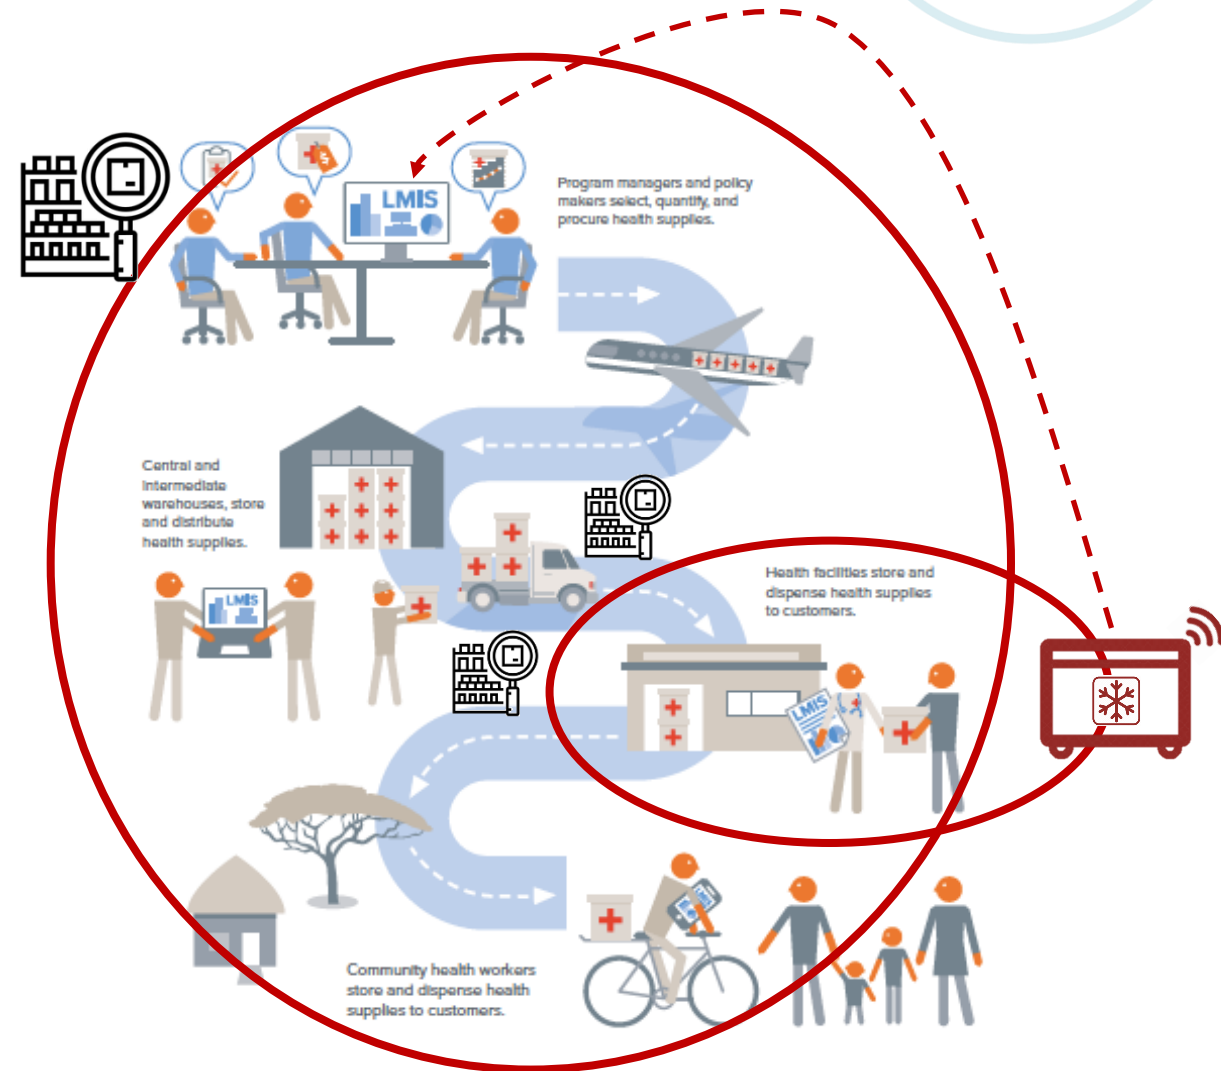 LMIS
Program managers and policy
makers select, quantify, and
procure health supplies.
Central and
intermediate
warehouses, store
and distribute
health supplies.
LMIS
Health facilities store and
dispense health supplies
to customers.
LMIS
Community health workers
store and dispense health
supplies to customers.